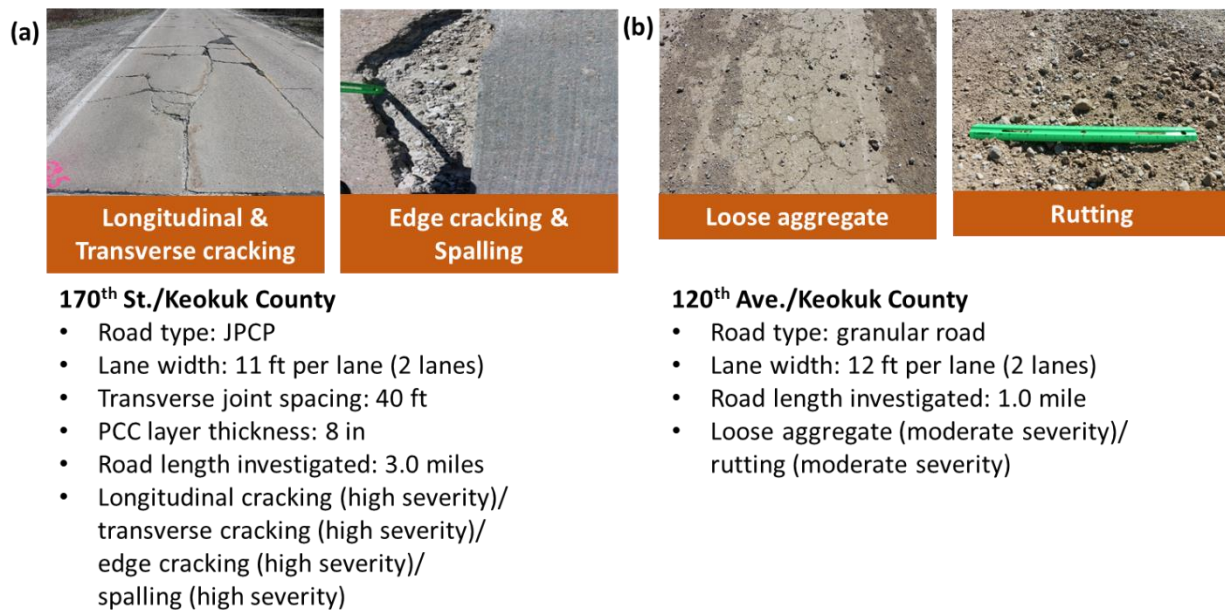 (a)
Longitudinal &
Transverse cracking
Edge cracking &
Spalling
170th St./Keokuk County
• Road type: JPCP
• Lane width: 11 ft per lane (2 lanes)
• Transverse joint spacing: 40 ft
• PCC layer thickness: 8 in
• Road length investigated: 3.0 miles
• Longitudinal cracking (high severity)/
transverse cracking (high severity)/
edge cracking (high severity)/
spalling (high severity)
(b)
Loose aggregate
Rutting
120th Ave./Keokuk County
• Road type: granular road
• Lane width: 12 ft per lane (2 lanes)
• Road length investigated: 1.0 mile
• Loose aggregate (moderate severity)/
rutting (moderate severity)